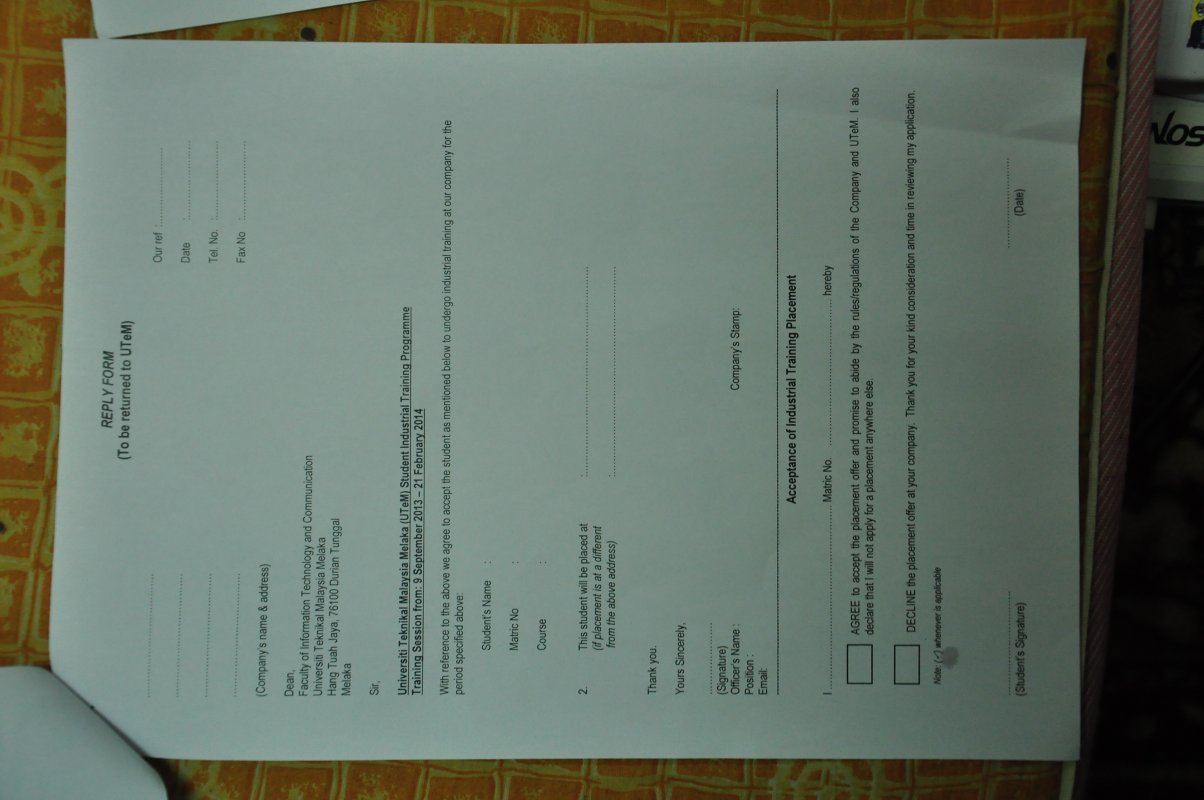 REPLY FORM
(To be returned to UTeM)
Our ref :..........................
Date :..........................
Tel. No. :..........................
Fax No :..........................
(Company's name & address)
Dean,
Faculty of Information Technology and Communication
Universiti Teknikal Malaysia Melaka
Hang Tuah Jaya, 76100 Durian Tunggal
Melaka
Sir,
Universiti Teknikal Malaysia Melaka (UTeM) Student Industrial Training Programme
Training Session from: 9 September 2013 – 21 February 2014
With reference to the above we agree to accept the student as mentioned below to undergo industrial training at our company for the
period specified above:
Student's Name :
Matric No :
Course :
2. This student will be placed at :..........................
(if placement is at a different :..........................
from the above address)
Thank you.
Yours Sincerely,
..........................
(Signature)
Officer's Name : Company's Stamp:
Position :
Email:
Acceptance of Industrial Training Placement
I .......................... Matric No. .......................... hereby
AGREE to accept the placement offer and promise to abide by the rules/regulations of the Company and UTeM. I also
declare that I will not apply for a placement anywhere else.
DECLINE the placement offer at your company. Thank you for your kind consideration and time in reviewing my application.
Note: (✓) whenever is applicable
.......................... ..........................
(Student's Signature) (Date)